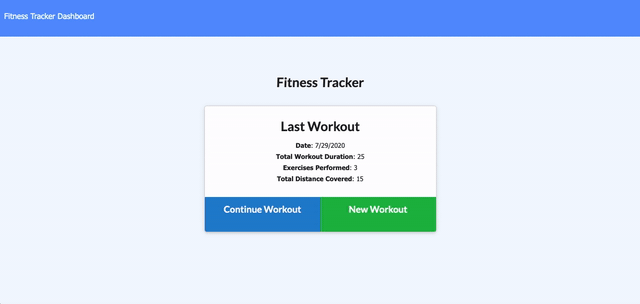 Fitness Tracker Dashboard
Fitness Tracker
Last Workout
Date: 7/29/2020
Total Workout Duration: 25
Exercises Performed: 3
Total Distance Covered: 15
Continue Workout
New Workout